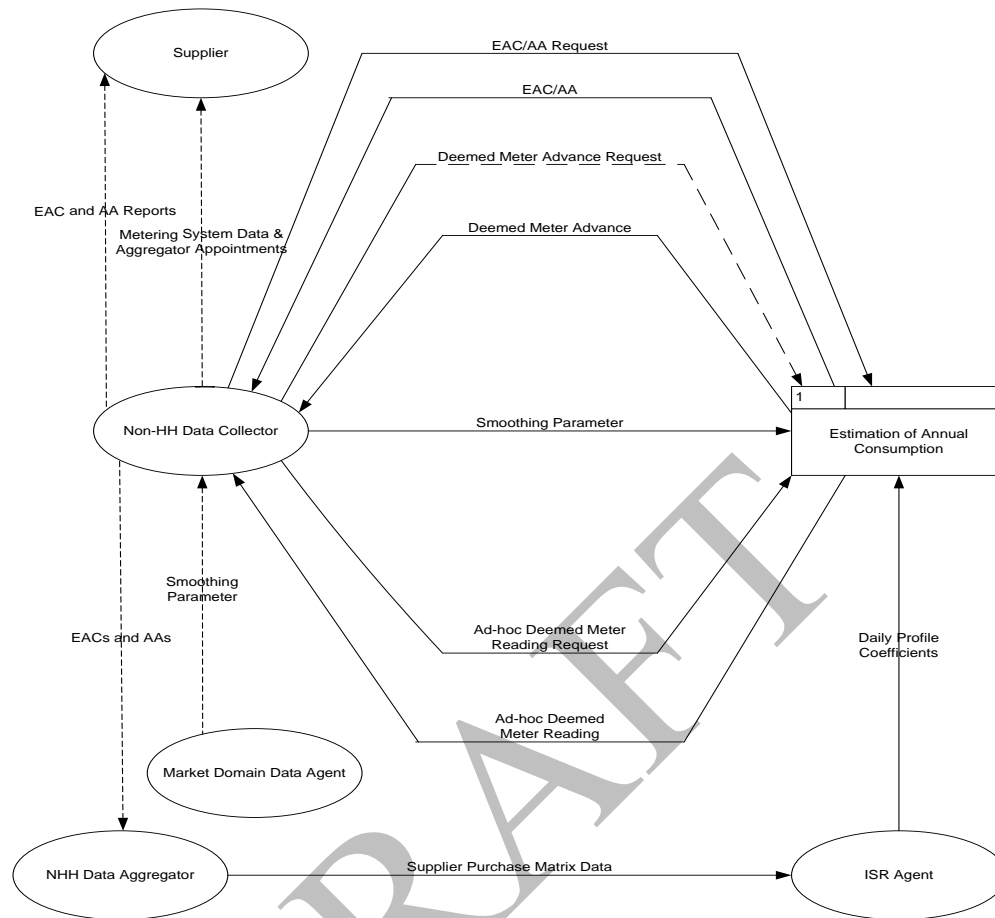 EAC/AA Request
Supplier
EAC/AA
Deemed Meter Advance Request
EAC and AA Reports
Metering System Data &
Aggregator Appointments
Deemed Meter Advance
1
Non-HH Data Collector
Smoothing Parameter
Estimation of Annual
Consumption
Smoothing
Parameter
EACs and AAs
Ad-hoc Deemed Meter
Reading Request
Daily Profile
Coefficients
Ad-hoc Deemed
Meter Reading
Market Domain Data Agent
NHH Data Aggregator
Supplier Purchase Matrix Data
ISR Agent
DRAFT